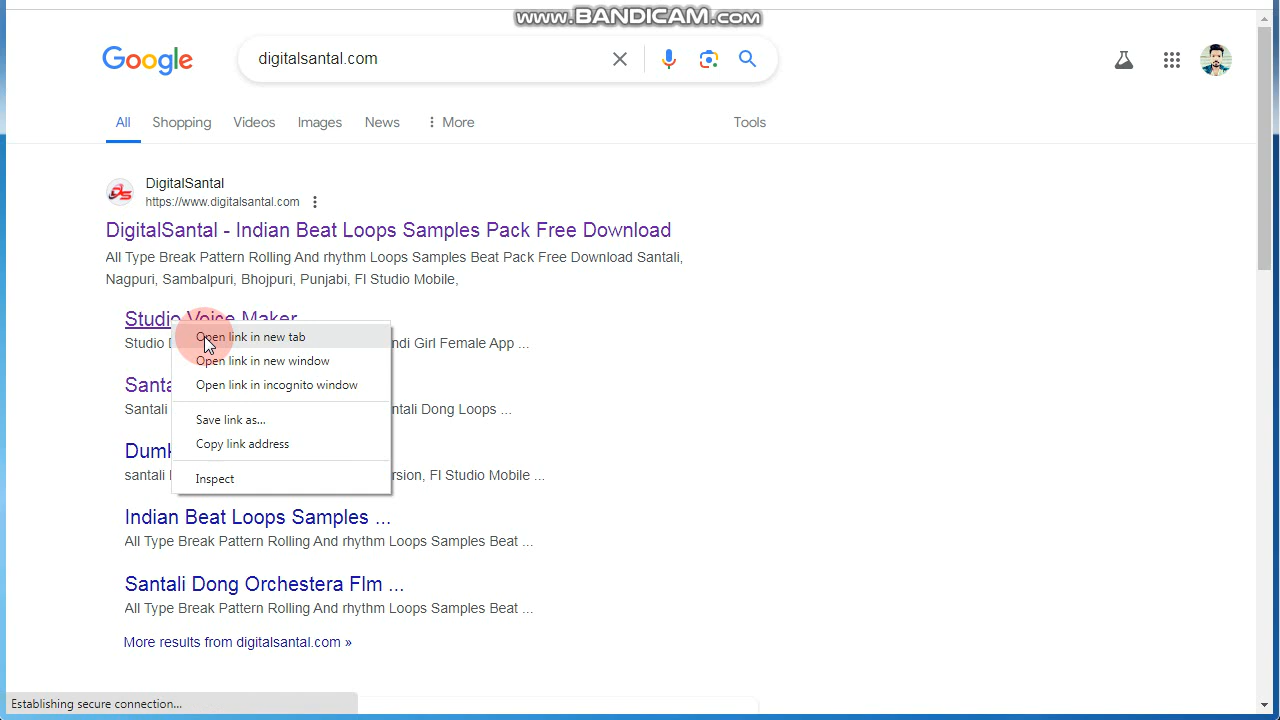 www.BANDICAM.com
Google
digitalsantal.com
All
Shopping
Videos
Images
News
More
Tools
DigitalSantal
https://www.digitalsantal.com
DigitalSantal - Indian Beat Loops Samples Pack Free Download
All Type Break Pattern Rolling And rhythm Loops Samples Beat Pack Free Download Santali,
Nagpuri, Sambalpuri, Bhojpuri, Punjabi, Fl Studio Mobile,
Studio Voice Maker
Open link in new tab
Studio
Girl Female App ...
Open link in new window
Open link in incognito window
Santali
Dong Loops ...
Save link as...
Copy link address
santali
Fl Studio Mobile ...
Inspect
Indian Beat Loops Samples ...
All Type Break Pattern Rolling And rhythm Loops Samples Beat ...
Santali Dong Orchestera Flm ...
All Type Break Pattern Rolling And rhythm Loops Samples Beat ...
More results from digitalsantal.com »
Establishing secure connection...